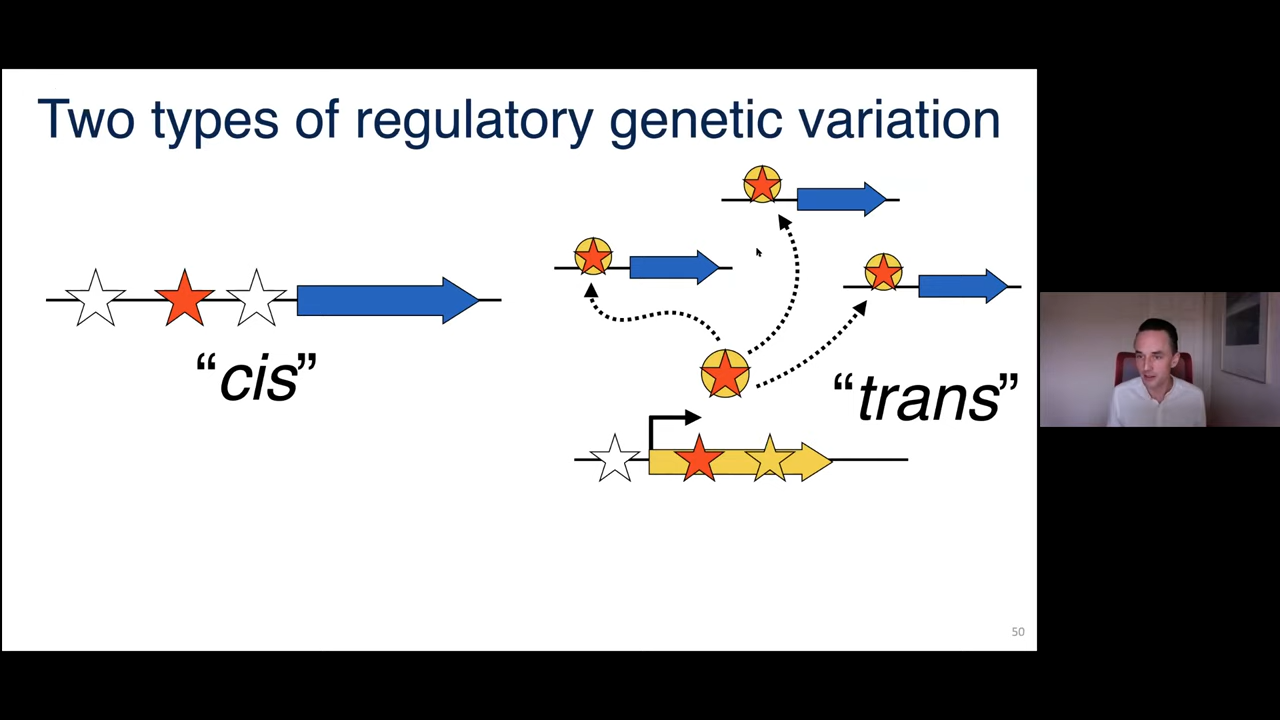 Two types of regulatory genetic variation
“cis”
“trans”
50